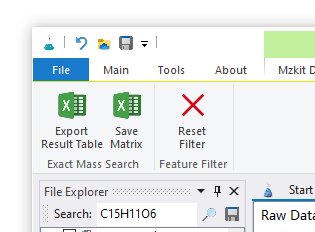 File Main Tools About Mzkit D
Export Result Table
Save Matrix
Reset Filter
Exact Mass Search Feature Filter
File Explorer
Start
Search: C15H11O6
Raw Data